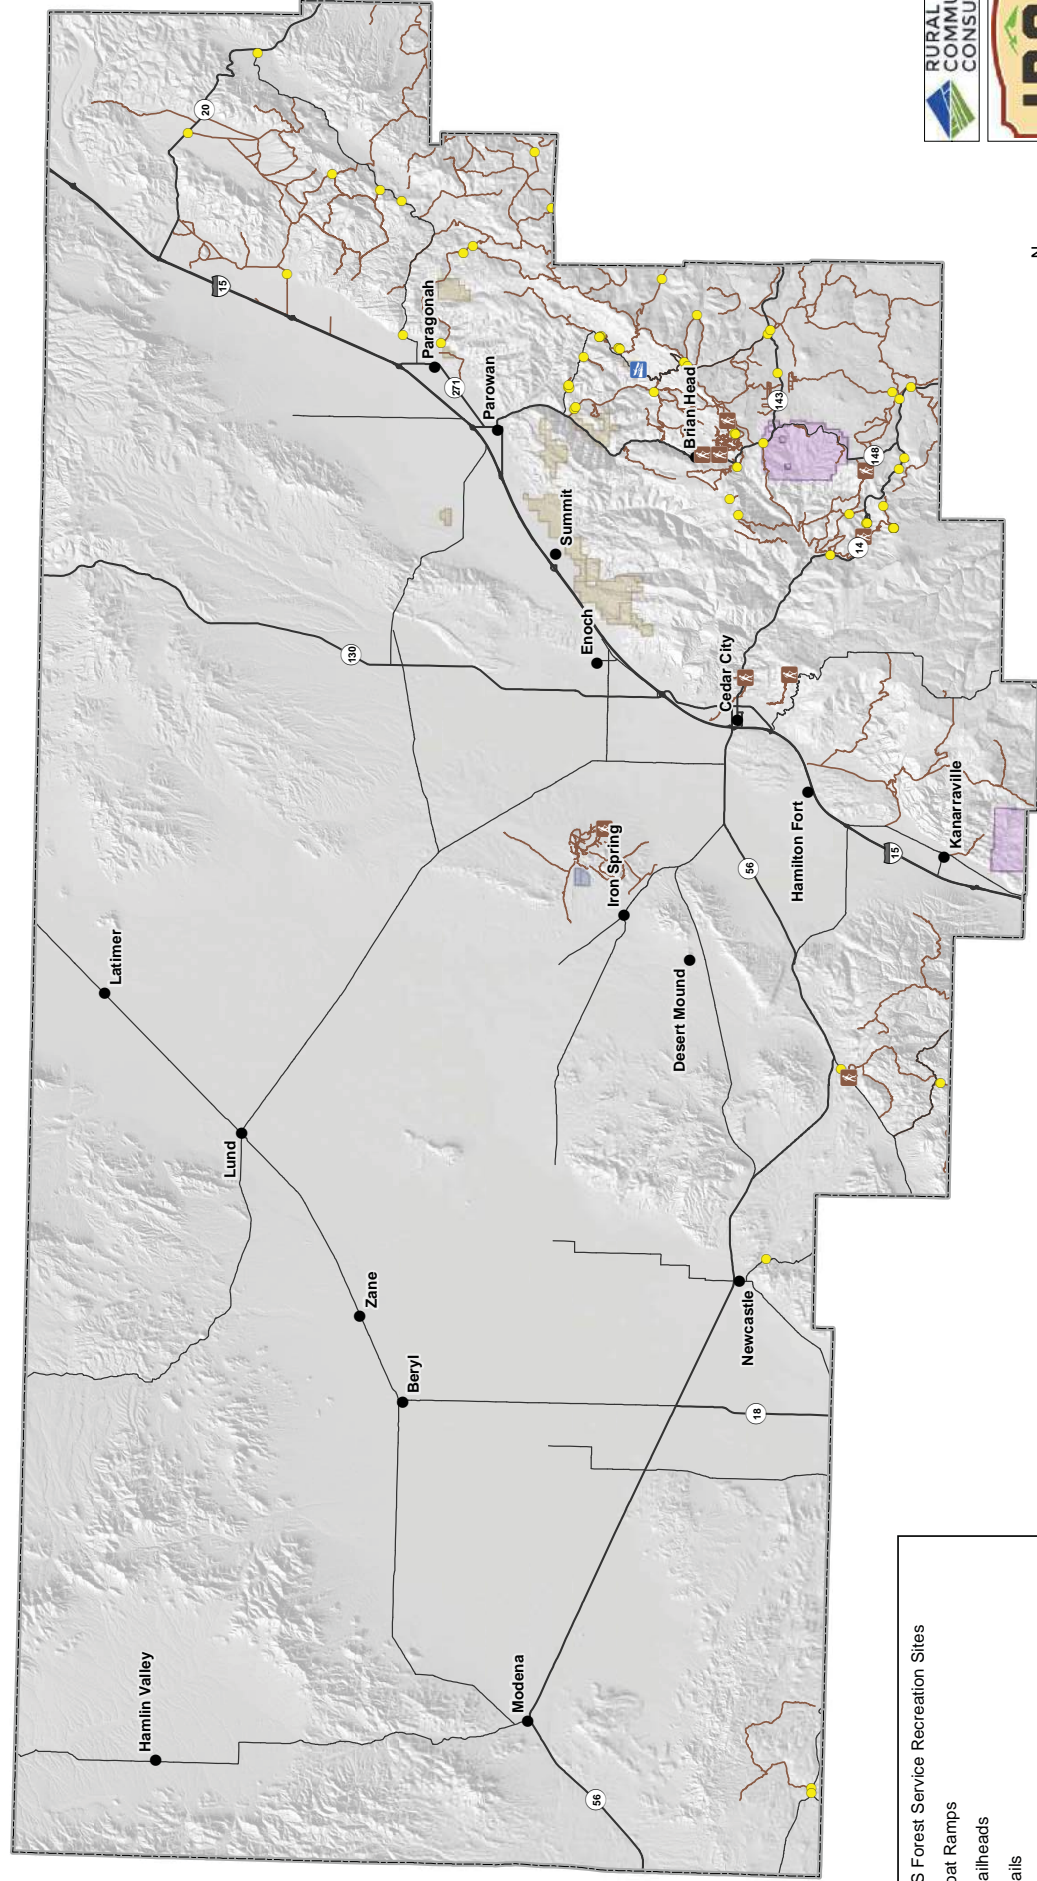 RURAL
COMMU
CONSU
N
20
15
Paragonah
271
Parowan
Brian Head
143
148
Summit
14
Enoch
130
Cedar City
Kanarraville
Hamilton Fort
15
Iron Spring
56
Latimer
Desert Mound
Lund
Zane
Newcastle
Beryl
18
Hamlin Valley
Modena
56
S Forest Service Recreation Sites
oat Ramps
ailheads
ails